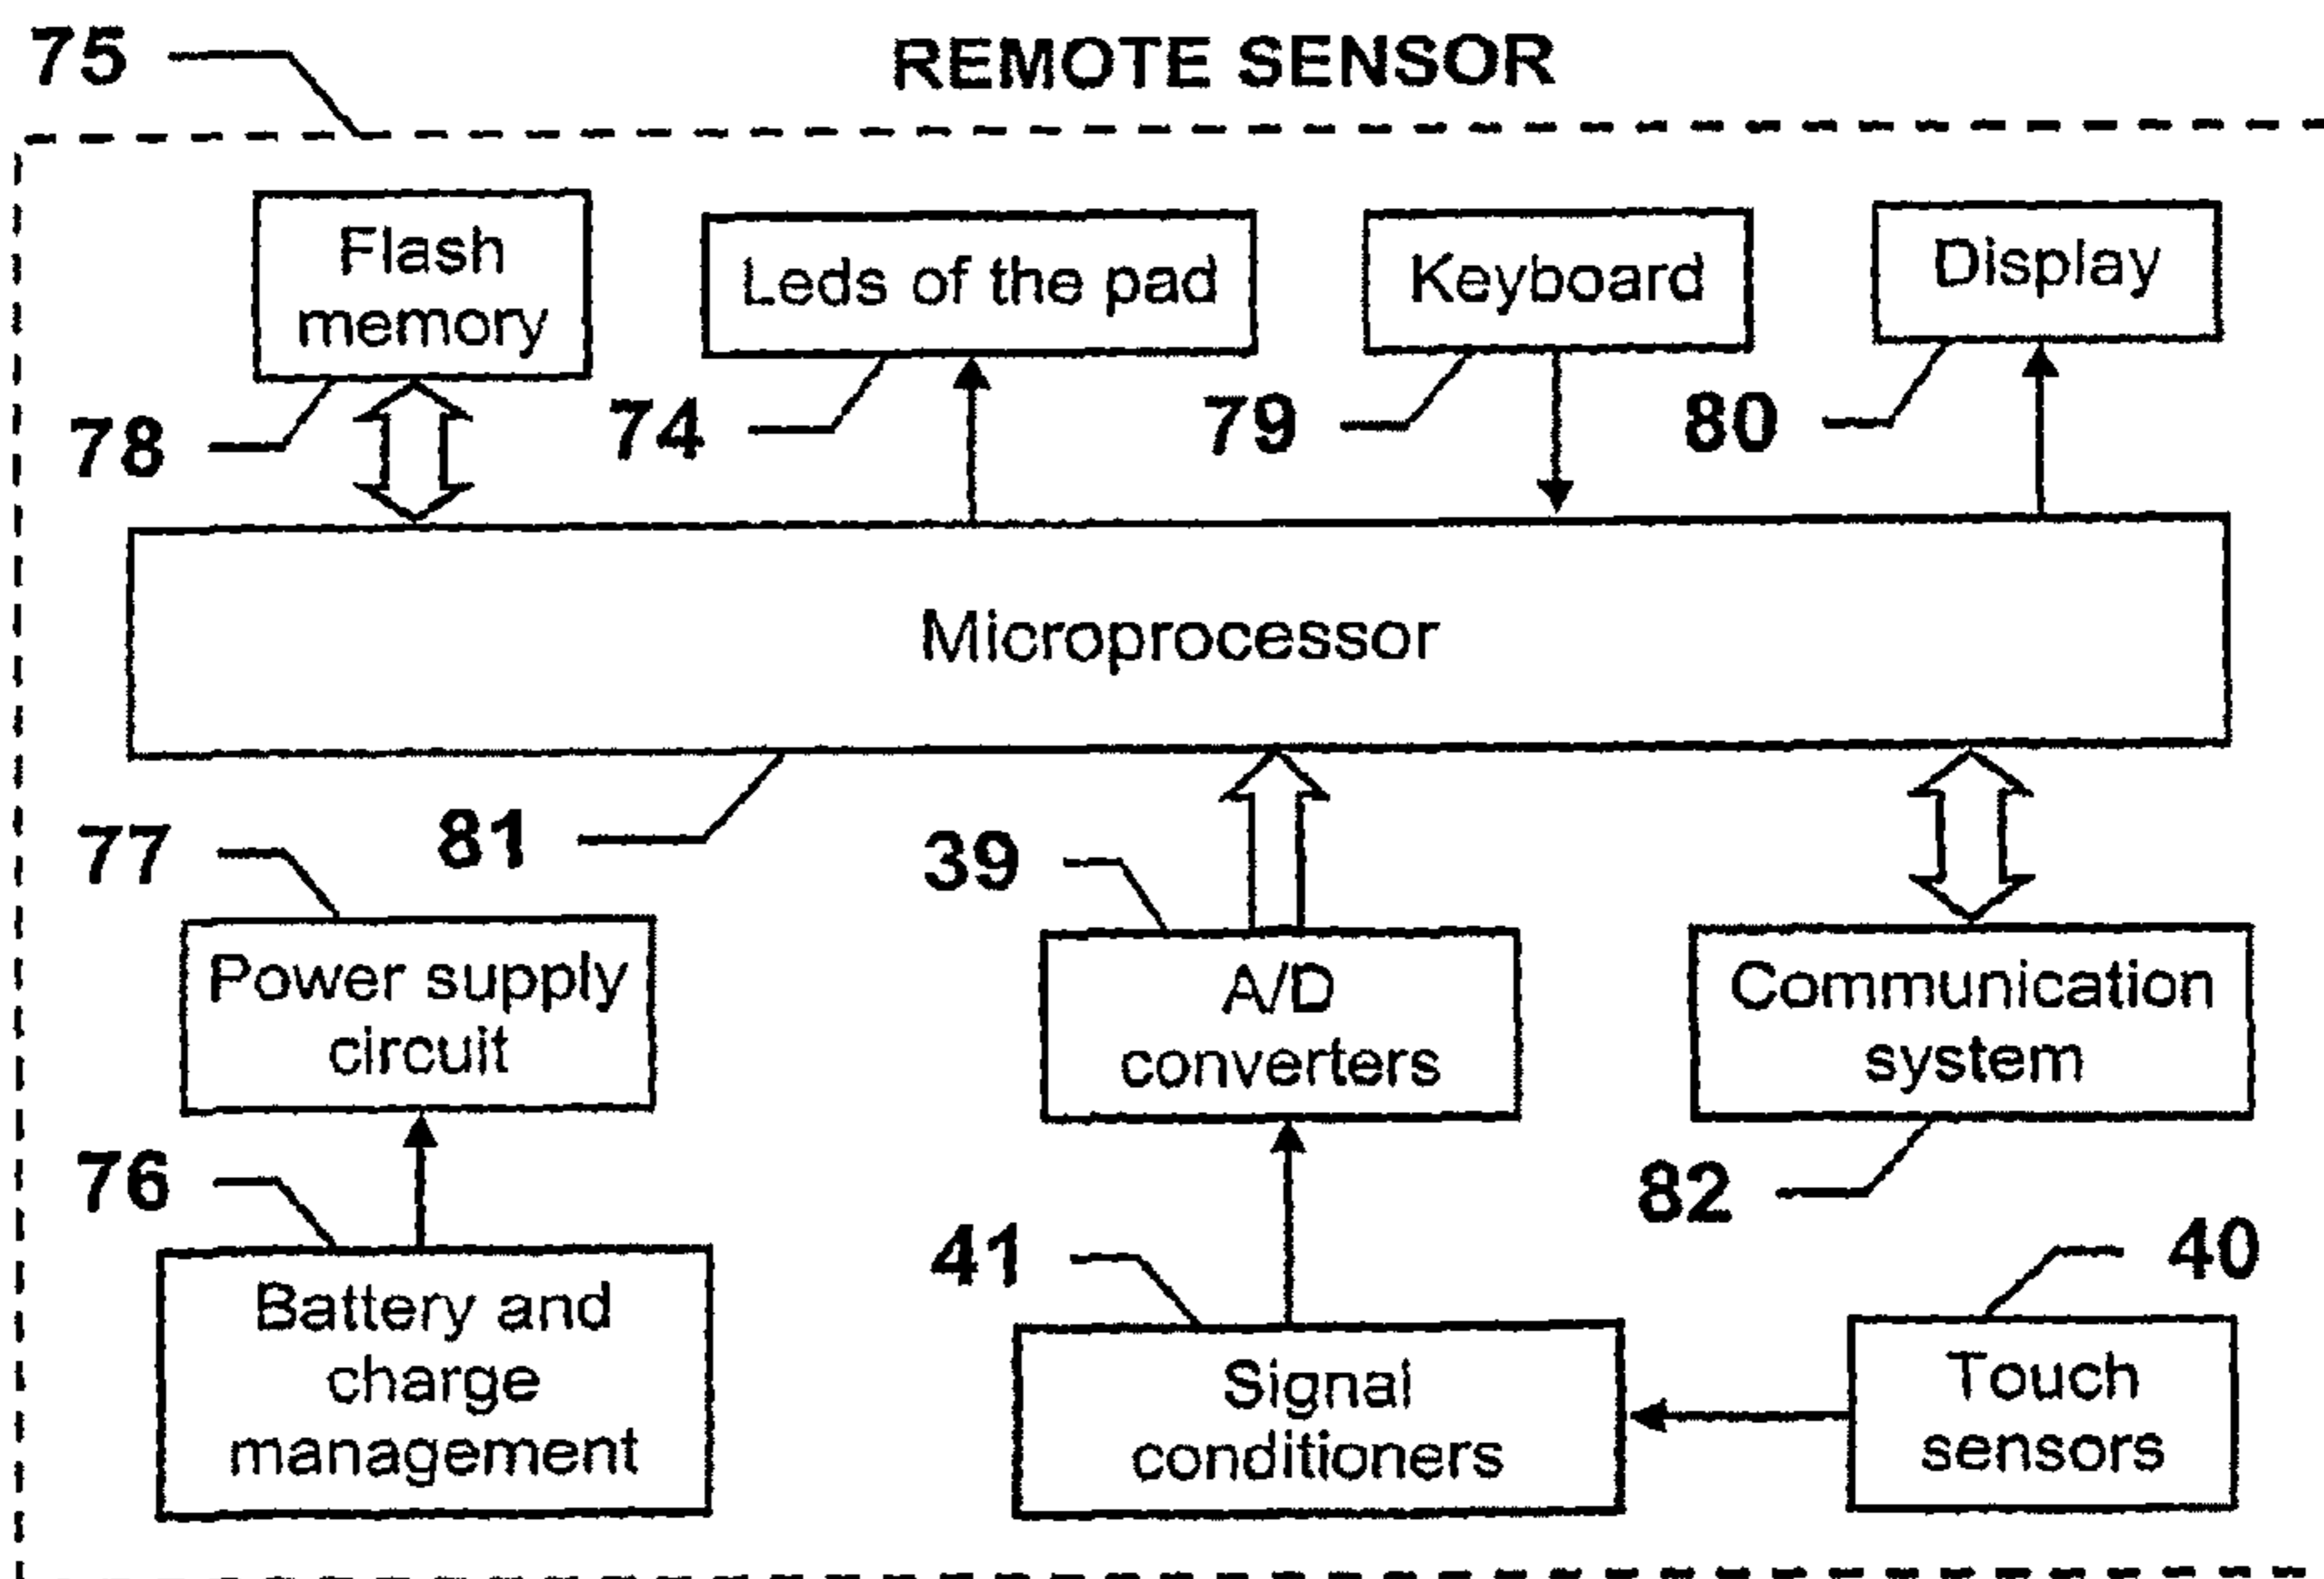 75
REMOTE SENSOR
Flash
memory
Leds of the pad
Keyboard
Display
78
74
79
80
Microprocessor
77
81
39
Power supply
circuit
A/D
converters
Communication
system
76
41
82
40
Battery and
charge
management
Signal
conditioners
Touch
sensors